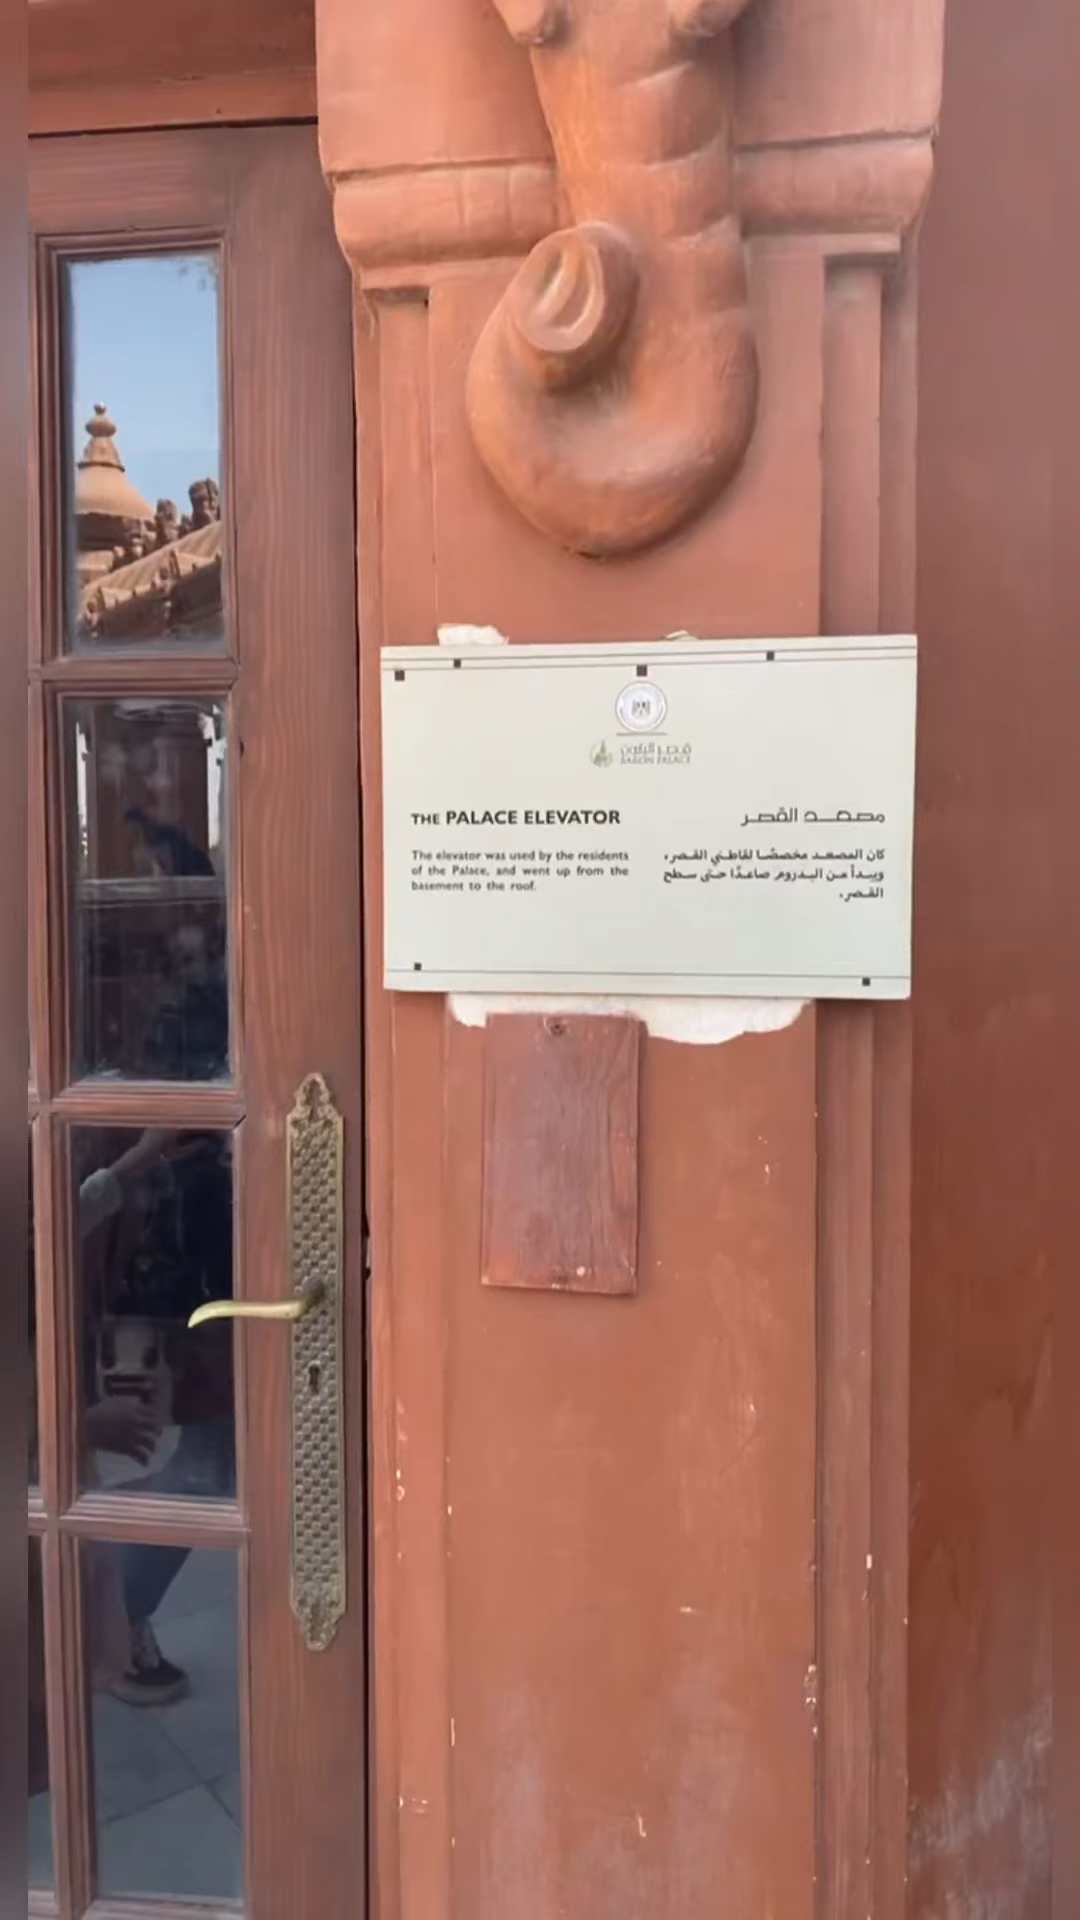 قصر البارون
BARON PALACE
THE PALACE ELEVATOR
The elevator was used by the residents
of the Palace, and went up from the
basement to the roof.
مصعد القصر
كان المصعد مخصصًا لقاطني القصر،
ويبدأ من البدروم صاعدًا حتى سطح
القصر.